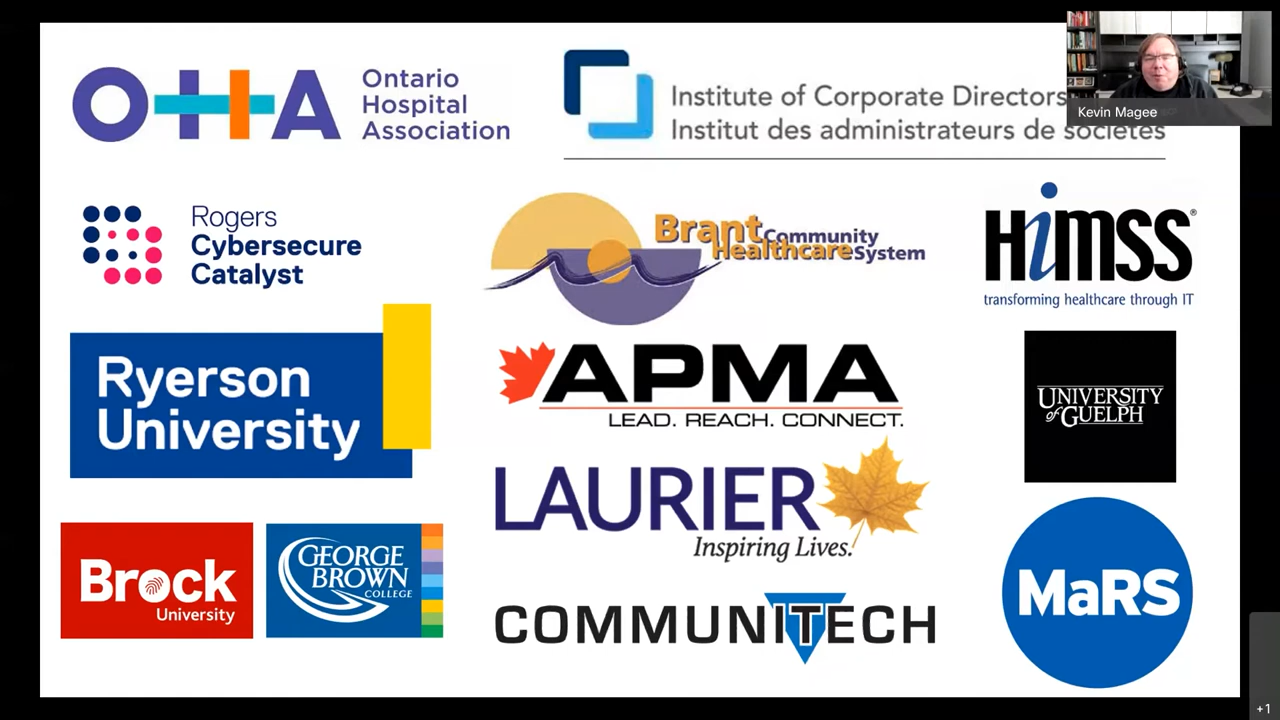 OHA
Ontario
Hospital
Association
Institute of Corporate Directors
Institut des administrateurs de sociétés
Kevin Magee
Rogers
Cybersecure
Catalyst
Brant Community
Healthcare System
HiMSS®
transforming healthcare through IT
Ryerson
University
APMA
LEAD. REACH. CONNECT.
UNIVERSITY
of GUELPH
LAURIER
Inspiring Lives.
Brock
University
GEORGE
BROWN
COLLEGE
COMMUNITECH
MaRS
+1